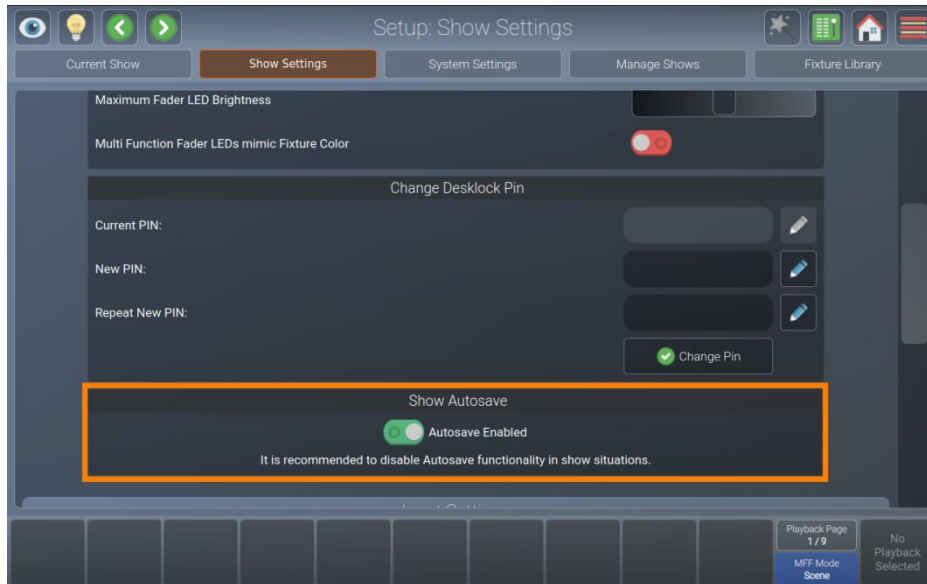 Setup: Show Settings
Current Show
Show Settings
System Settings
Manage Shows
Fixture Library
Maximum Fader LED Brightness
Multi Function Fader LEDs mimic Fixture Color
Change Desklock Pin
Current PIN:
New PIN:
Repeat New PIN:
Change Pin
Show Autosave
Autosave Enabled
It is recommended to disable Autosave functionality in show situations.
Playback Page
1 / 9
MFF Mode
Scene
No
Playback
Selected